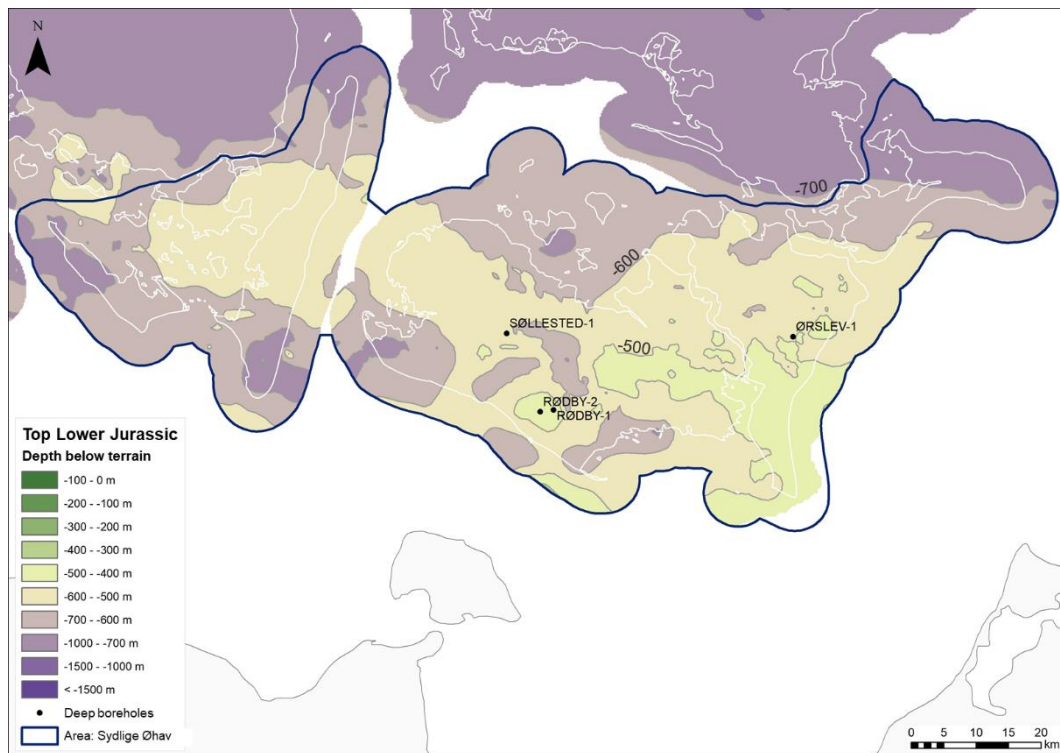 N
-700
-600
SØLLESTED-1
ØRSLEV-1
-500
RØDBY-2
RØDBY-1
Top Lower Jurassic
Depth below terrain
-100 - 0 m
-200 - -100 m
-300 - -200 m
-400 - -300 m
-500 - -400 m
-600 - -500 m
-700 - -600 m
-1000 - -700 m
-1500 - -1000 m
< -1500 m
Deep boreholes
Area: Sydlige Øhav
0 5 10 15 20
km